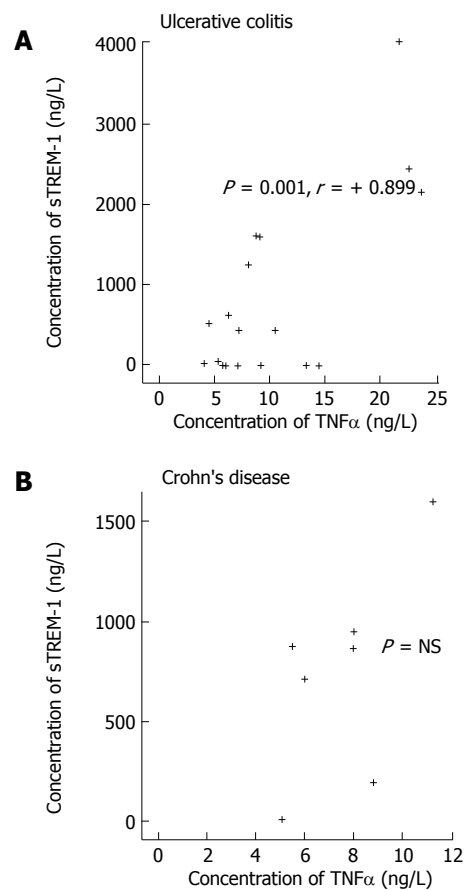 A
Ulcerative colitis
Concentration of sTREM-1 (ng/L)
4000
3000
2000
1000
0
P = 0.001, r = + 0.899
0 5 10 15 20 25
Concentration of TNFα (ng/L)
B
Crohn's disease
Concentration of sTREM-1 (ng/L)
1500
1000
500
0
P = NS
0 2 4 6 8 10 12
Concentration of TNFα (ng/L)